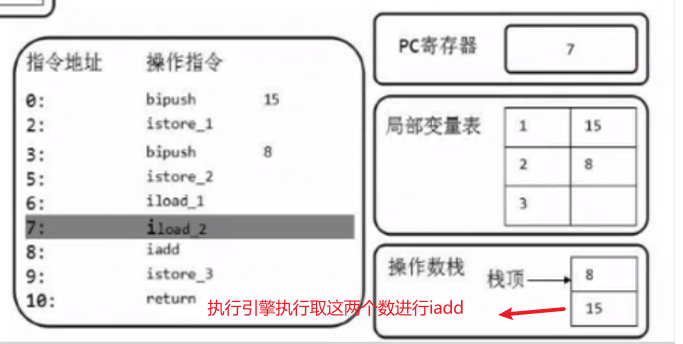 指令地址 操作指令
0: bipush 15
2: istore_1
3: bipush 8
5: istore_2
6: iload_1
7: iload_2
8: iadd
9: istore_3
10: return
PC寄存器 7
局部变量表
1 15
2 8
3
操作数栈 栈顶 8
15
执行引擎执行取这两个数进行iadd